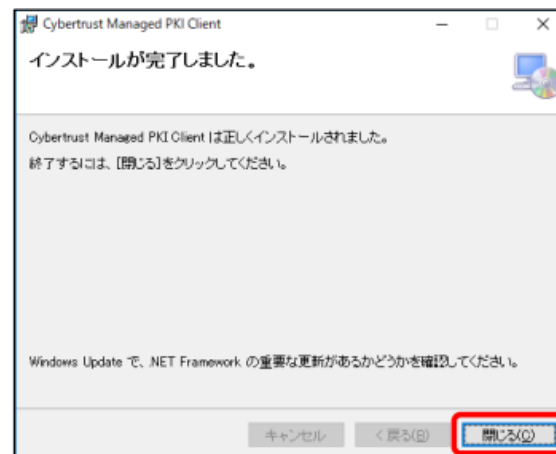 Cybertrust Managed PKI Client
インストールが完了しました。
Cybertrust Managed PKI Client は正しくインストールされました。
終了するには、[閉じる]をクリックしてください。
Windows Update で、.NET Framework の重要な更新があるかどうかを確認してください。
キャンセル
< 戻る(B)
閉じる(C)